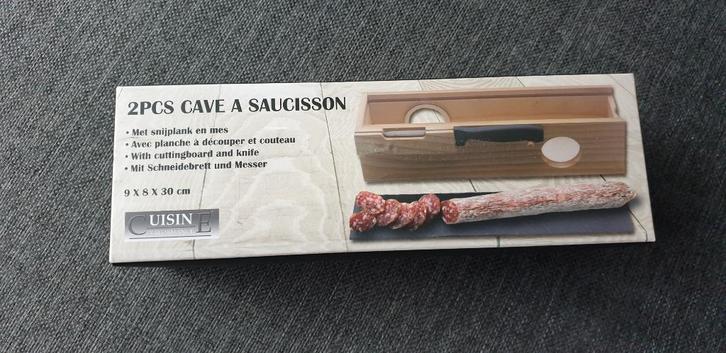 2PCS CAVE A SAUCISSON
• Met snijplank en mes
• Avec planche à découper et couteau
• With cuttingboard and knife
• Mit Schneidebrett und Messer
9 X 8 X 30 cm
CUISINE